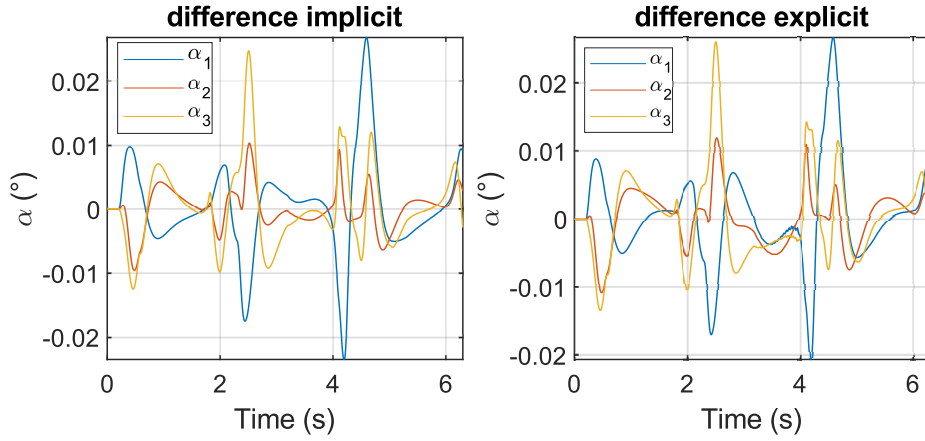 difference implicit
α1
α2
α3
0.02
0.01
0
-0.01
-0.02
α (°)
0
2
4
6
Time (s)
difference explicit
α1
α2
α3
0.02
0.01
0
-0.01
-0.02
α (°)
0
2
4
6
Time (s)